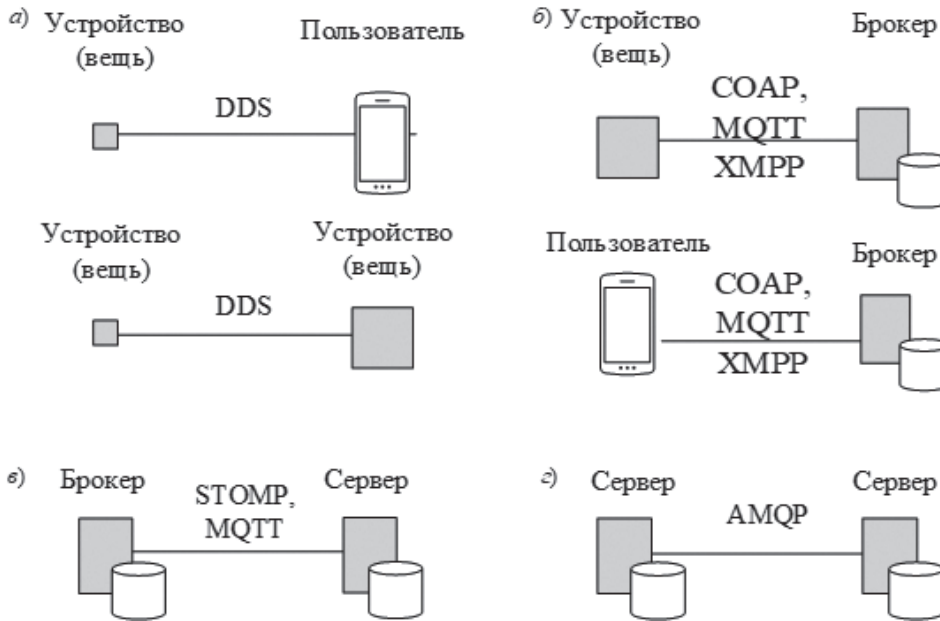 а) Устройство
(вещь)
Пользователь
DDS
Устройство
(вещь)
Устройство
(вещь)
DDS
б) Устройство
(вещь)
Брокер
COAP,
MQTT
XMPP
Пользователь
Брокер
COAP,
MQTT
XMPP
в) Брокер
Сервер
STOMP,
MQTT
г) Сервер
Сервер
AMQP